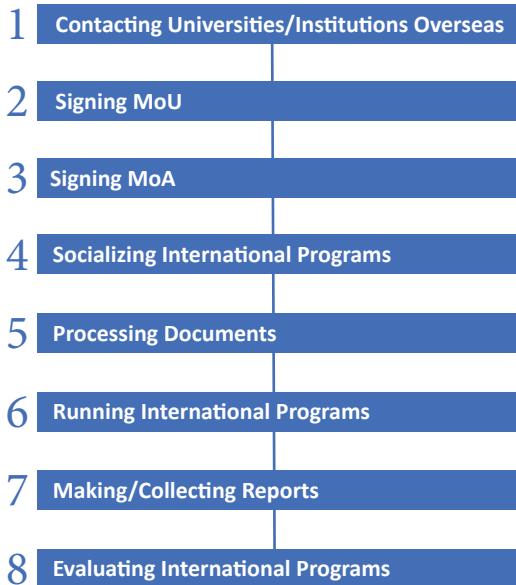 1 Contacting Universities/Institutions Overseas
2 Signing MoU
3 Signing MoA
4 Socializing International Programs
5 Processing Documents
6 Running International Programs
7 Making/Collecting Reports
8 Evaluating International Programs